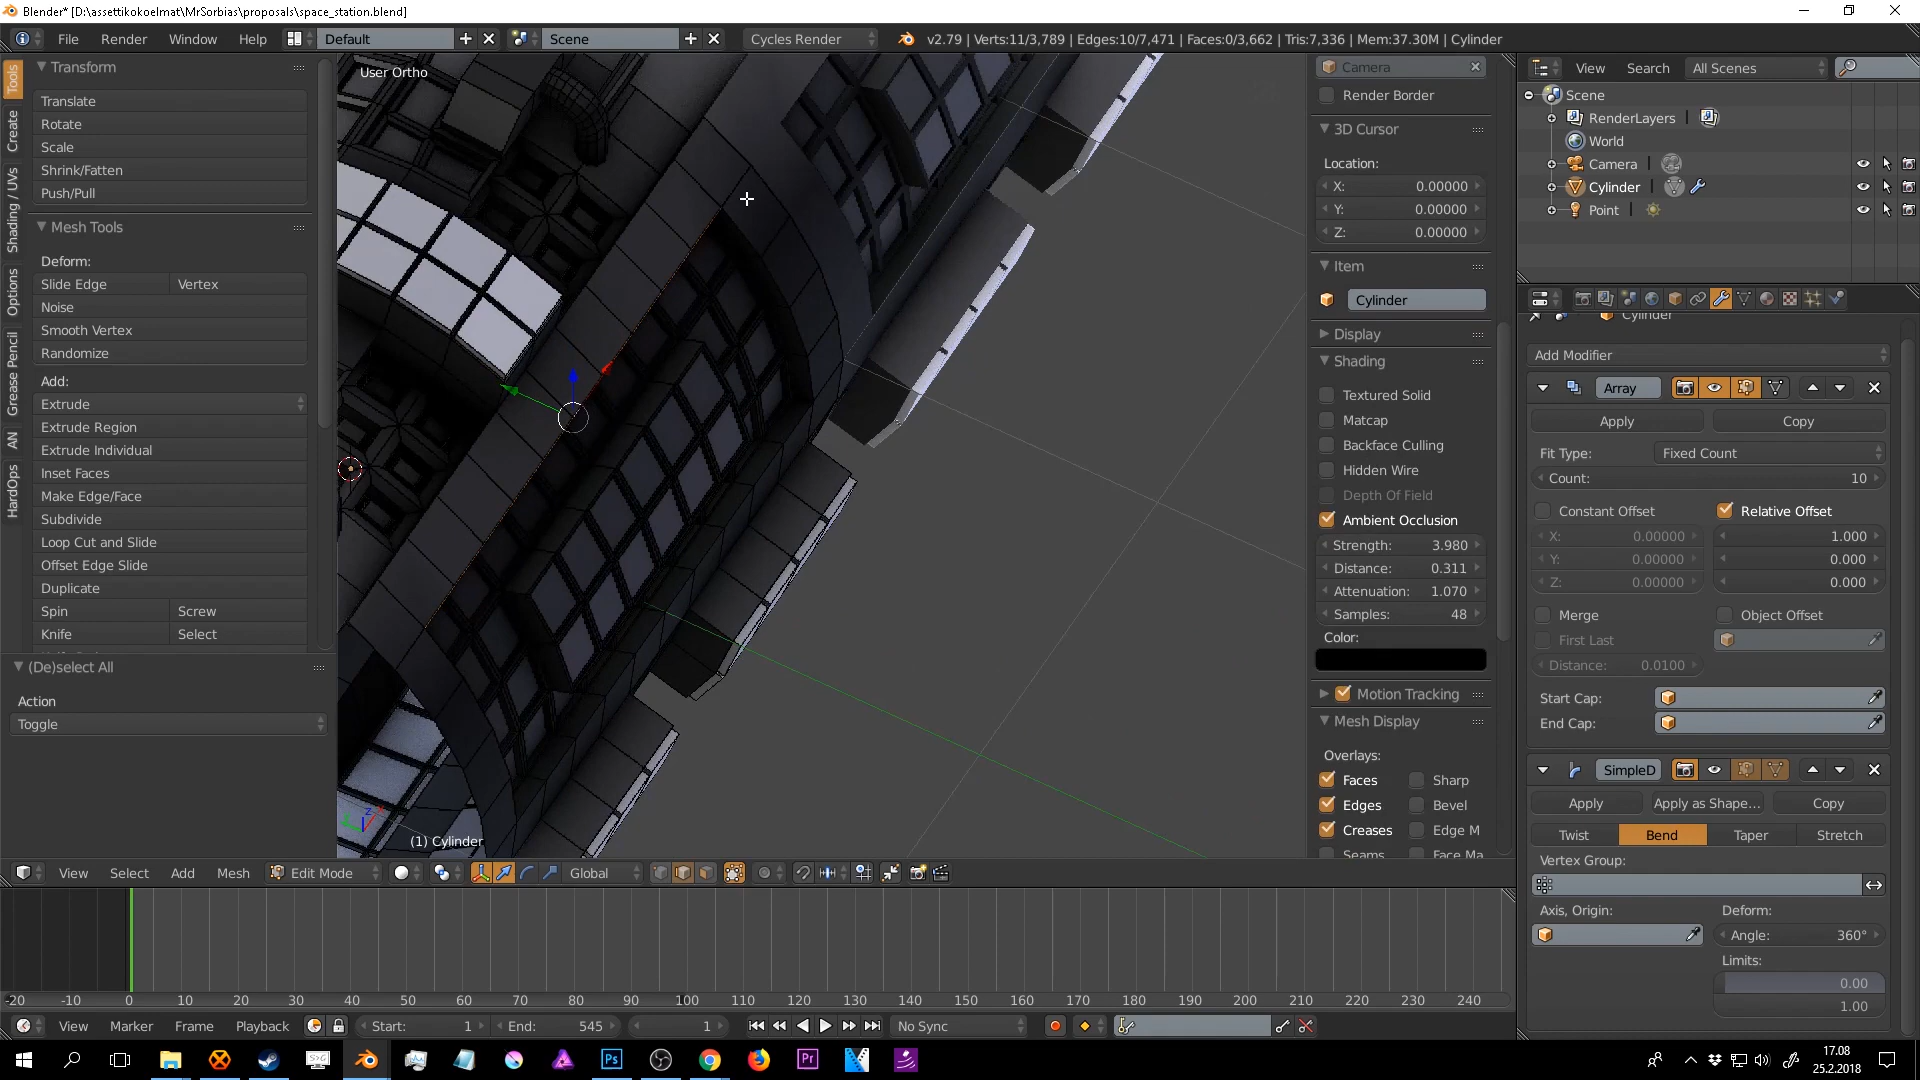 Blender* [D:\assettikokoelmat\MrSorbias\proposals\space_station.blend]
File Render Window Help Default Scene Cycles Render v2.79 | Verts:11/3,789 | Edges:10/7,471 | Faces:0/3,662 | Tris:7,336 | Mem:37.30M | Cylinder
Tools
Create
Shading / UVs
Options
Grease Pencil
AN
HardOps
Transform
Translate
Rotate
Scale
Shrink/Fatten
Push/Pull
Mesh Tools
Deform:
Slide Edge Vertex
Noise
Smooth Vertex
Randomize
Add:
Extrude
Extrude Region
Extrude Individual
Inset Faces
Make Edge/Face
Subdivide
Loop Cut and Slide
Offset Edge Slide
Duplicate
Spin Screw
Knife Select
(De)select All
Action
Toggle
User Ortho
(1) Cylinder
Camera
Render Border
3D Cursor
Location:
X: 0.00000
Y: 0.00000
Z: 0.00000
Item
Cylinder
Display
Shading
Textured Solid
Matcap
Backface Culling
Hidden Wire
Depth Of Field
Ambient Occlusion
Strength: 3.980
Distance: 0.311
Attenuation: 1.070
Samples: 48
Color:
Motion Tracking
Mesh Display
Overlays:
Faces Sharp
Edges Bevel
Creases Edge M
Seams Face Ma
View Search All Scenes
Scene
RenderLayers
World
Camera
Cylinder
Point
Cylinder
Add Modifier
Array
Apply Copy
Fit Type: Fixed Count
Count: 10
Constant Offset Relative Offset
X: 0.00000 1.000
Y: 0.00000 0.000
Z: 0.00000 0.000
Merge Object Offset
First Last
Distance: 0.0100
Start Cap:
End Cap:
SimpleD
Apply Apply as Shape... Copy
Twist Bend Taper Stretch
Vertex Group:
Axis, Origin: Deform:
Angle: 360°
Limits:
0.00
1.00
View Select Add Mesh Edit Mode Global
-20 -10 0 10 20 30 40 50 60 70 80 90 100 110 120 130 140 150 160 170 180 190 200 210 220 230 240
View Marker Frame Playback Start: 1 End: 545 1 No Sync
Ps Pr
17.08
25.2.2018